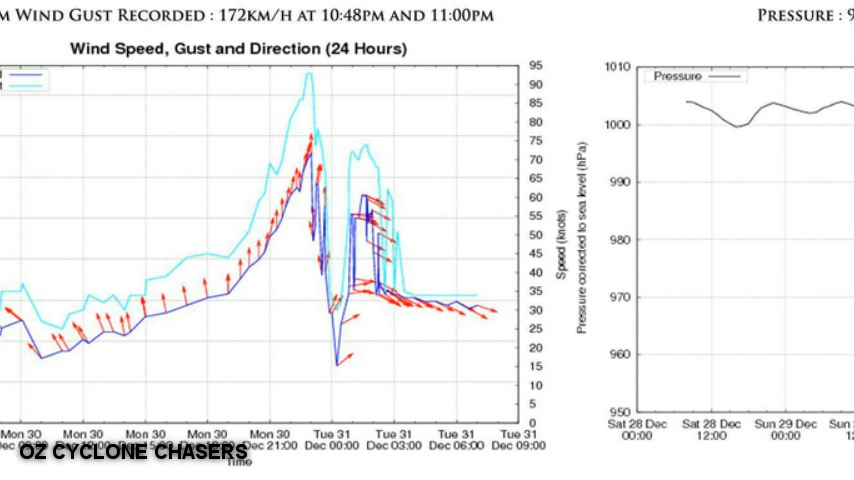 M WIND GUST RECORDED : 172KM/H AT 10:48PM AND 11:00PM
PRESSURE : 9
Wind Speed, Gust and Direction (24 Hours)
95
90
85
80
75
70
65
60
55
50
45
40
35
30
25
20
15
10
5
0
Speed (knots)
Mon 30 Mon 30 Mon 30 Mon 30 Mon 30 Tue 31 Tue 31 Tue 31 Tue 31
Dec 21:00 Dec 00:00 Dec 03:00 Dec 06:00 Dec 09:00
Time
OZ CYCLONE CHASERS
Pressure
1010
1000
990
980
970
960
950
Pressure corrected to sea level (hPa)
Sat 28 Dec Sat 28 Dec Sun 29 Dec Sun
00:00 12:00 00:00 12